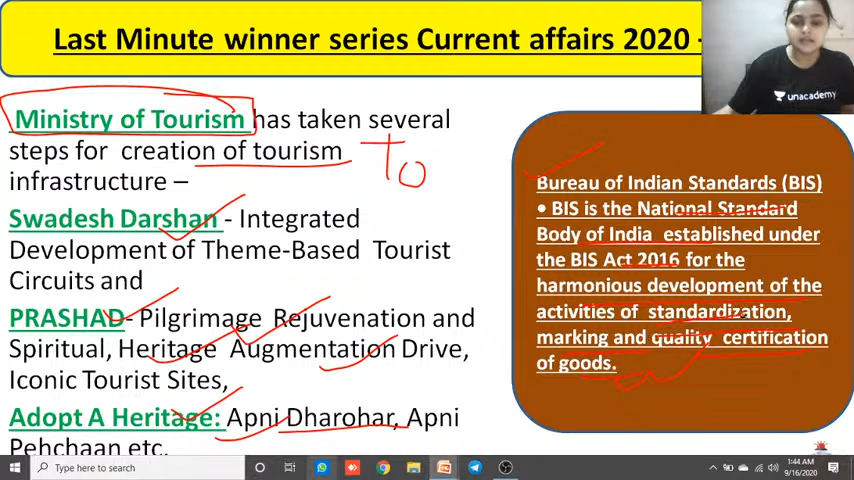 Last Minute winner series Current affairs 2020 -
unacademy
Ministry of Tourism has taken several
steps for creation of tourism
infrastructure –
To
Swadesh Darshan - Integrated
Development of Theme-Based Tourist
Circuits and
PRASHAD- Pilgrimage Rejuvenation and
Spiritual, Heritage Augmentation Drive,
Iconic Tourist Sites,
Adopt A Heritage: Apni Dharohar, Apni
Pehchaan etc.
Bureau of Indian Standards (BIS)
• BIS is the National Standard
Body of India established under
the BIS Act 2016 for the
harmonious development of the
activities of standardization,
marking and quality certification
of goods.
Type here to search
1:44 AM
9/16/2020